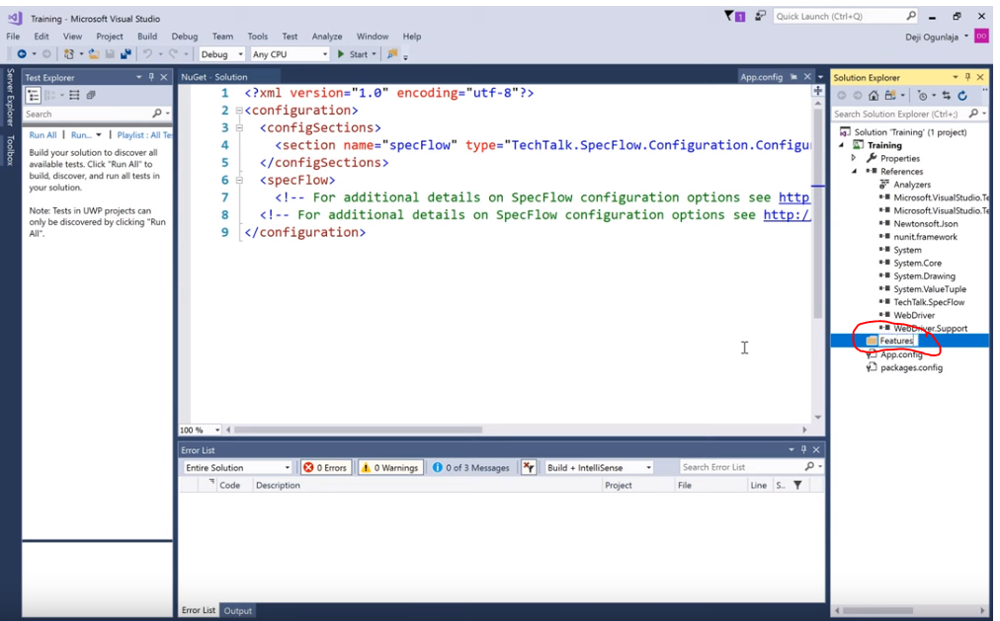 Training - Microsoft Visual Studio
1
Quick Launch (Ctrl+Q)
File Edit View Project Build Debug Team Tools Test Analyze Window Help
Deji Ogunlaja
DO
Debug Any CPU Start
Server Explorer
Toolbox
Test Explorer
Search
Run All | Run... | Playlist : All Te
Build your solution to discover all
available tests. Click "Run All" to
build, discover, and run all tests in
your solution.
Note: Tests in UWP projects can
only be discovered by clicking "Run
All".
NuGet - Solution
App.config
1 <?xml version="1.0" encoding="utf-8"?>
2 <configuration>
3 <configSections>
4 <section name="specFlow" type="TechTalk.SpecFlow.Configuration.Configu
5 </configSections>
6 <specFlow>
7 <!-- For additional details on SpecFlow configuration options see http
8 <!-- For additional details on SpecFlow configuration options see http:/
9 </configuration>
100 %
Error List
Entire Solution 0 Errors 0 Warnings 0 of 3 Messages Build + IntelliSense Search Error List
Code Description Project File Line S..
Error List Output
Solution Explorer
Search Solution Explorer (Ctrl+;)
Solution 'Training' (1 project)
Training
Properties
References
Analyzers
Microsoft.VisualStudio.Te
Microsoft.VisualStudio.Te
Newtonsoft.Json
nunit.framework
System
System.Core
System.Drawing
System.ValueTuple
TechTalk.SpecFlow
WebDriver
WebDriver.Support
Features
App.config
packages.config